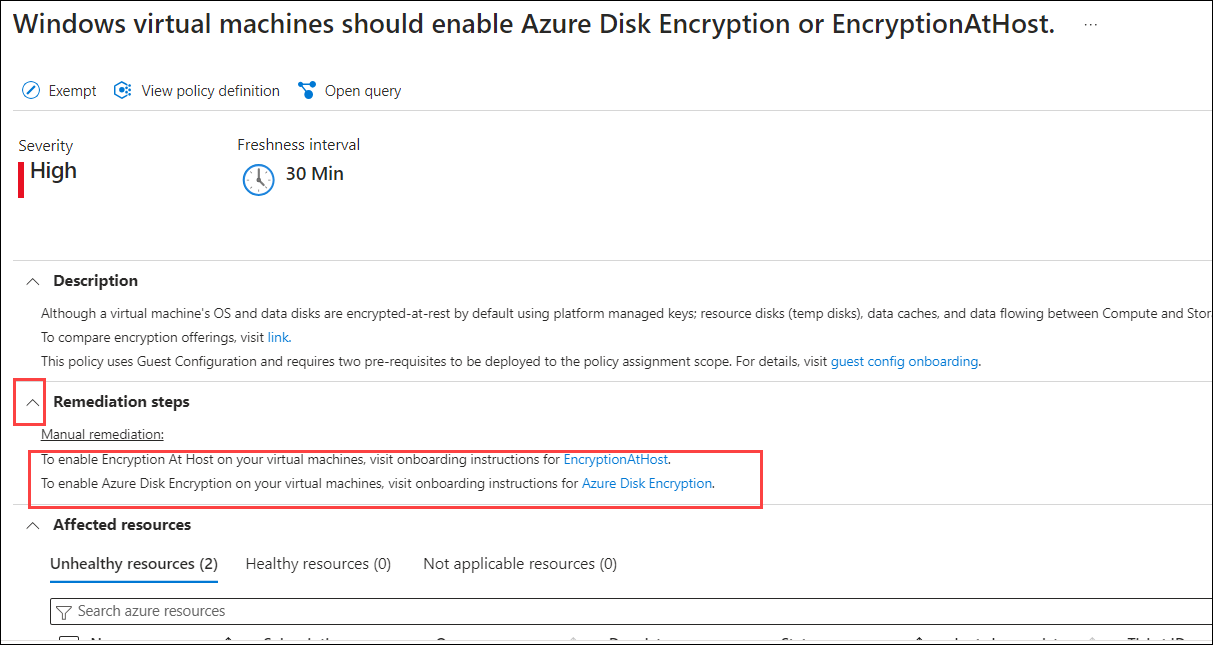 Windows virtual machines should enable Azure Disk Encryption or EncryptionAtHost. ...
Exempt View policy definition Open query
Severity Freshness interval
High 30 Min
Description
Although a virtual machine's OS and data disks are encrypted-at-rest by default using platform managed keys; resource disks (temp disks), data caches, and data flowing between Compute and Stor
To compare encryption offerings, visit link.
This policy uses Guest Configuration and requires two pre-requisites to be deployed to the policy assignment scope. For details, visit guest config onboarding.
Remediation steps
Manual remediation:
To enable Encryption At Host on your virtual machines, visit onboarding instructions for EncryptionAtHost.
To enable Azure Disk Encryption on your virtual machines, visit onboarding instructions for Azure Disk Encryption.
Affected resources
Unhealthy resources (2) Healthy resources (0) Not applicable resources (0)
Search azure resources